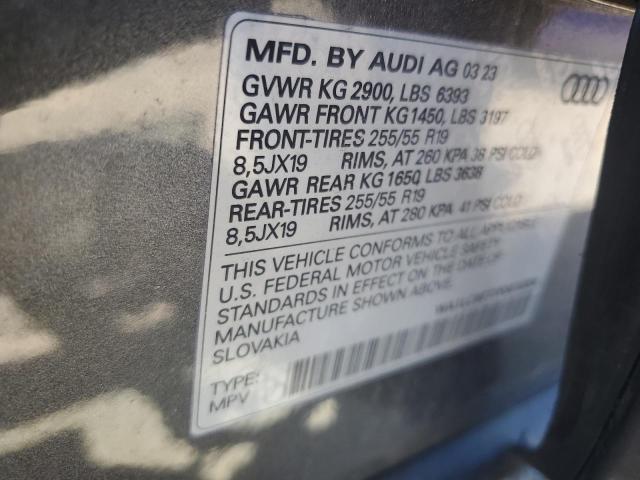 MFD. BY AUDI AG 03 23
GVWR KG 2900, LBS 6393
GAWR FRONT KG 1450, LBS 3197
FRONT-TIRES 255/55 R19
8,5JX19 RIMS, AT 260 KPA 38 PSI COLD
GAWR REAR KG 1650, LBS 3638
REAR-TIRES 255/55 R19
8,5JX19 RIMS, AT 280 KPA 41 PSI COLD
THIS VEHICLE CONFORMS TO ALL APPLICABLE
U.S. FEDERAL MOTOR VEHICLE SAFETY
STANDARDS IN EFFECT ON THE DATE OF
MANUFACTURE SHOWN ABOVE.
SLOVAKIA
TYPE:
MPV